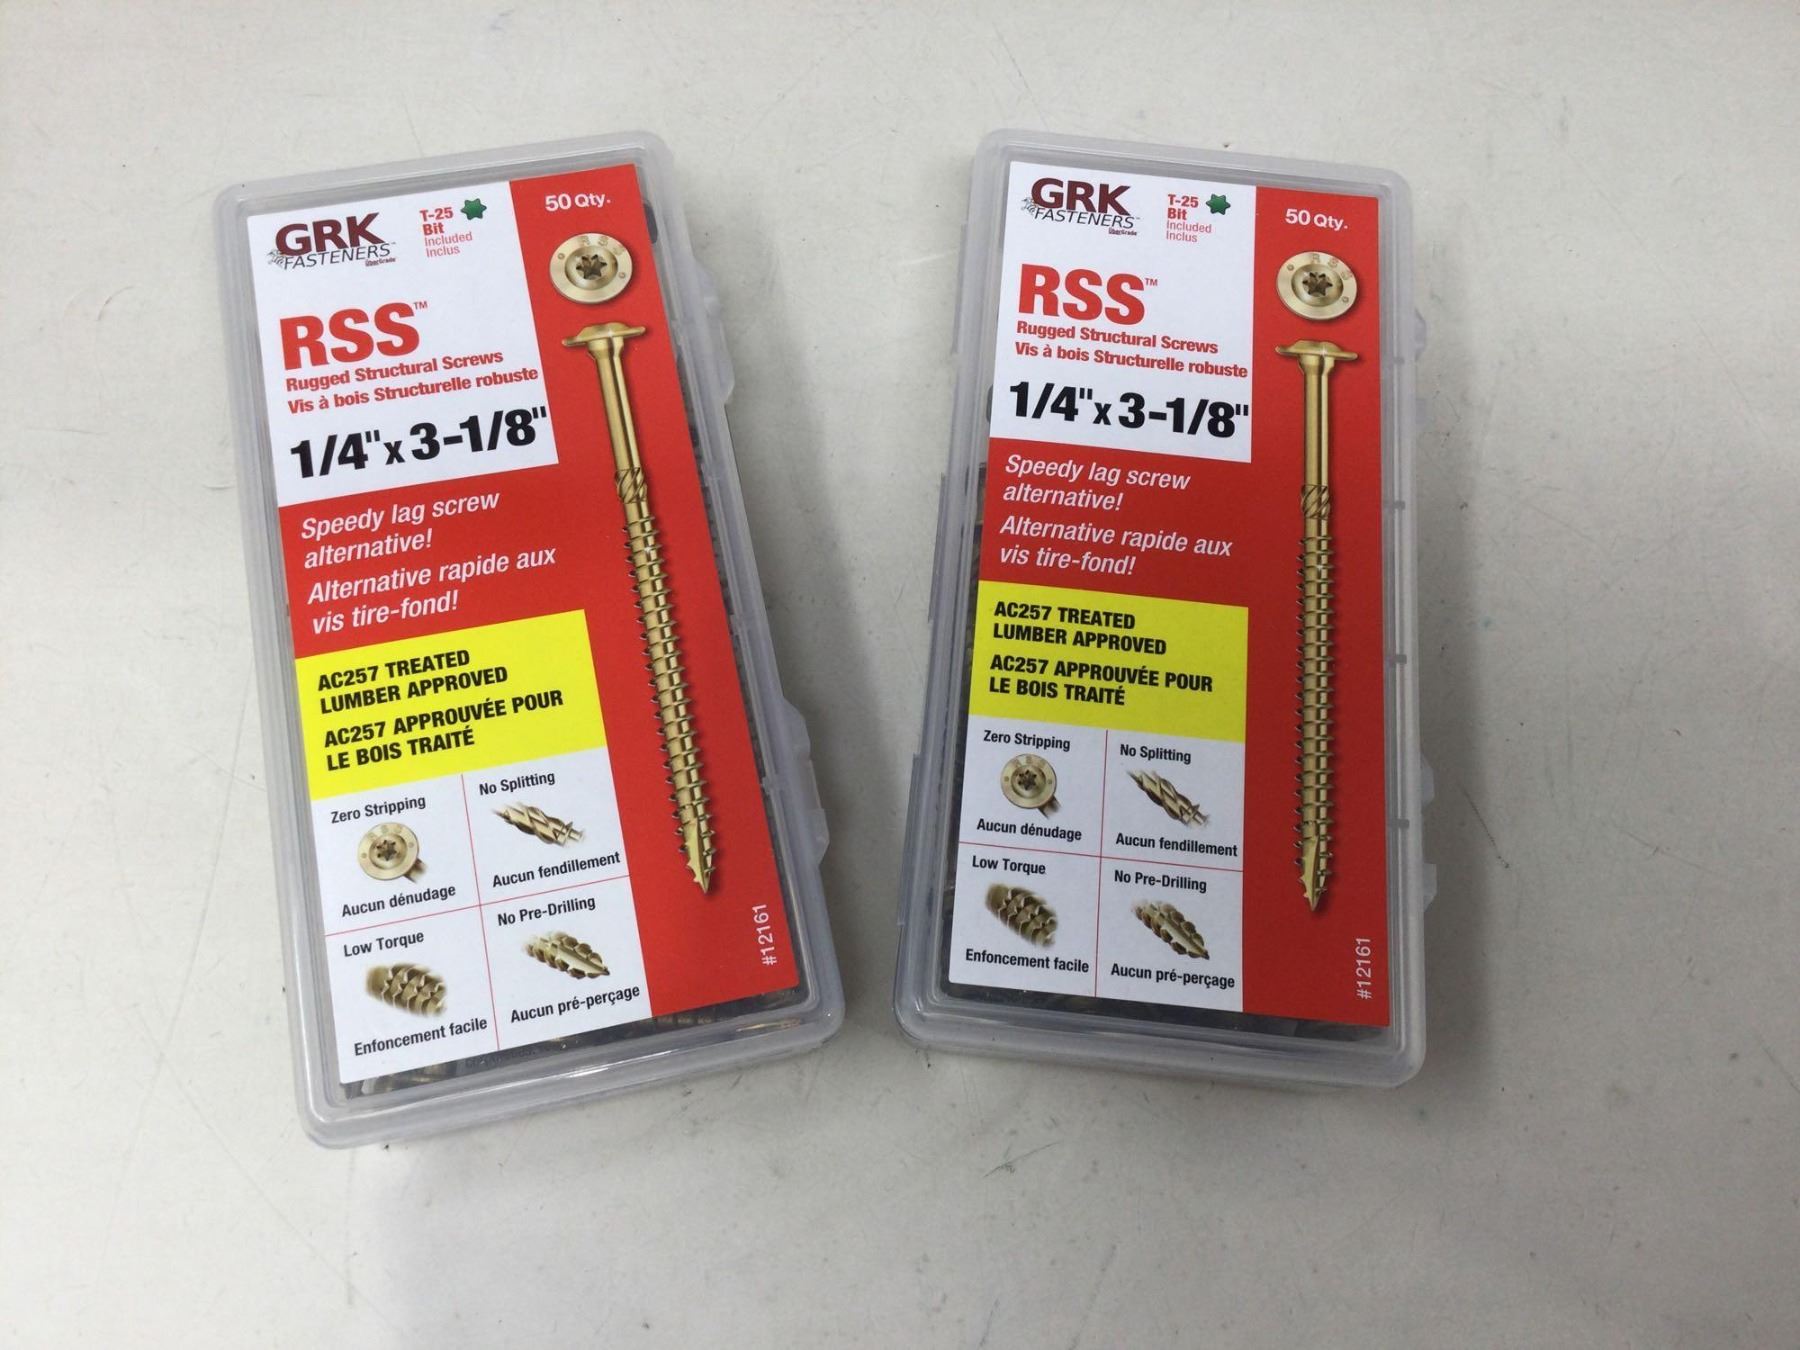 GRK
FASTENERS™
ÜberGrade
T-25
Bit
Included
Inclus
50 Qty.
RSS
RSS™
Rugged Structural Screws
Vis à bois Structurelle robuste
1/4" x 3-1/8"
Speedy lag screw
alternative!
Alternative rapide aux
vis tire-fond!
AC257 TREATED
LUMBER APPROVED
AC257 APPROUVÉE POUR
LE BOIS TRAITÉ
Zero Stripping
Aucun dénudage
No Splitting
Aucun fendillement
Low Torque
Enfoncement facile
No Pre-Drilling
Aucun pré-perçage
#12161
GRK
FASTENERS™
ÜberGrade
T-25
Bit
Included
Inclus
50 Qty.
RSS
RSS™
Rugged Structural Screws
Vis à bois Structurelle robuste
1/4" x 3-1/8"
Speedy lag screw
alternative!
Alternative rapide aux
vis tire-fond!
AC257 TREATED
LUMBER APPROVED
AC257 APPROUVÉE POUR
LE BOIS TRAITÉ
Zero Stripping
Aucun dénudage
No Splitting
Aucun fendillement
Low Torque
Enfoncement facile
No Pre-Drilling
Aucun pré-perçage
#12161